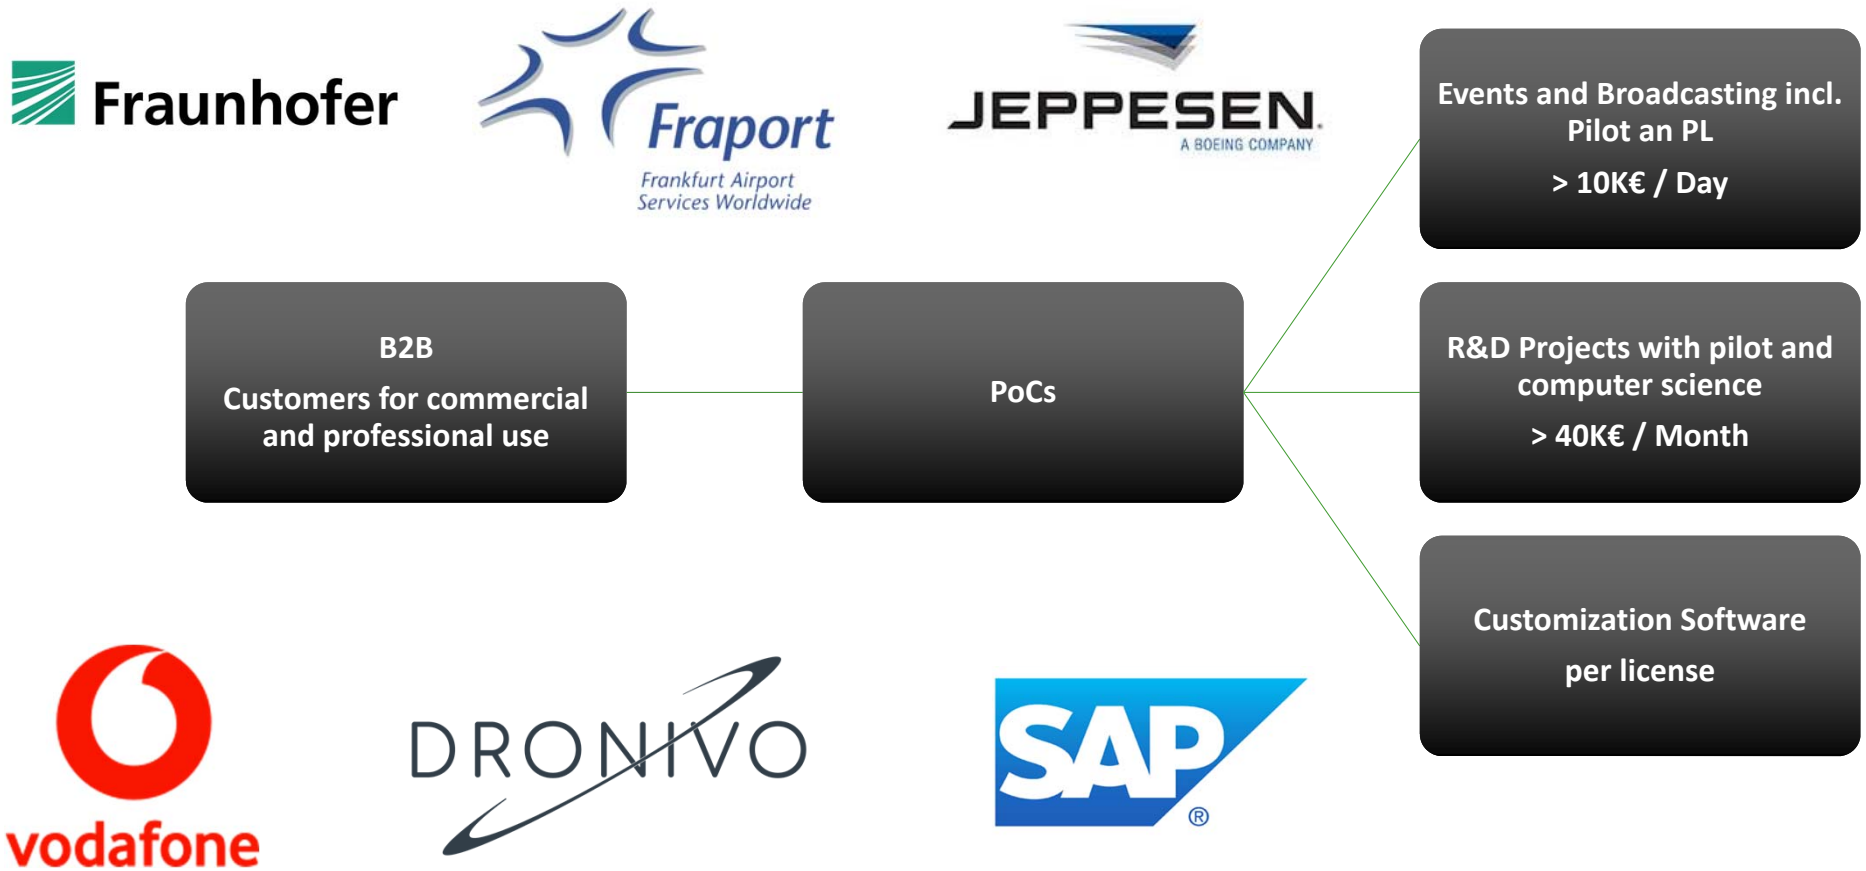 Fraunhofer
Fraport
Frankfurt Airport
Services Worldwide
JEPPESEN.
A BOEING COMPANY
Events and Broadcasting incl.
Pilot an PL
> 10K€ / Day
B2B
Customers for commercial
and professional use
PoCs
R&D Projects with pilot and
computer science
> 40K€ / Month
Customization Software
per license
vodafone
DRONIVO
SAP
®